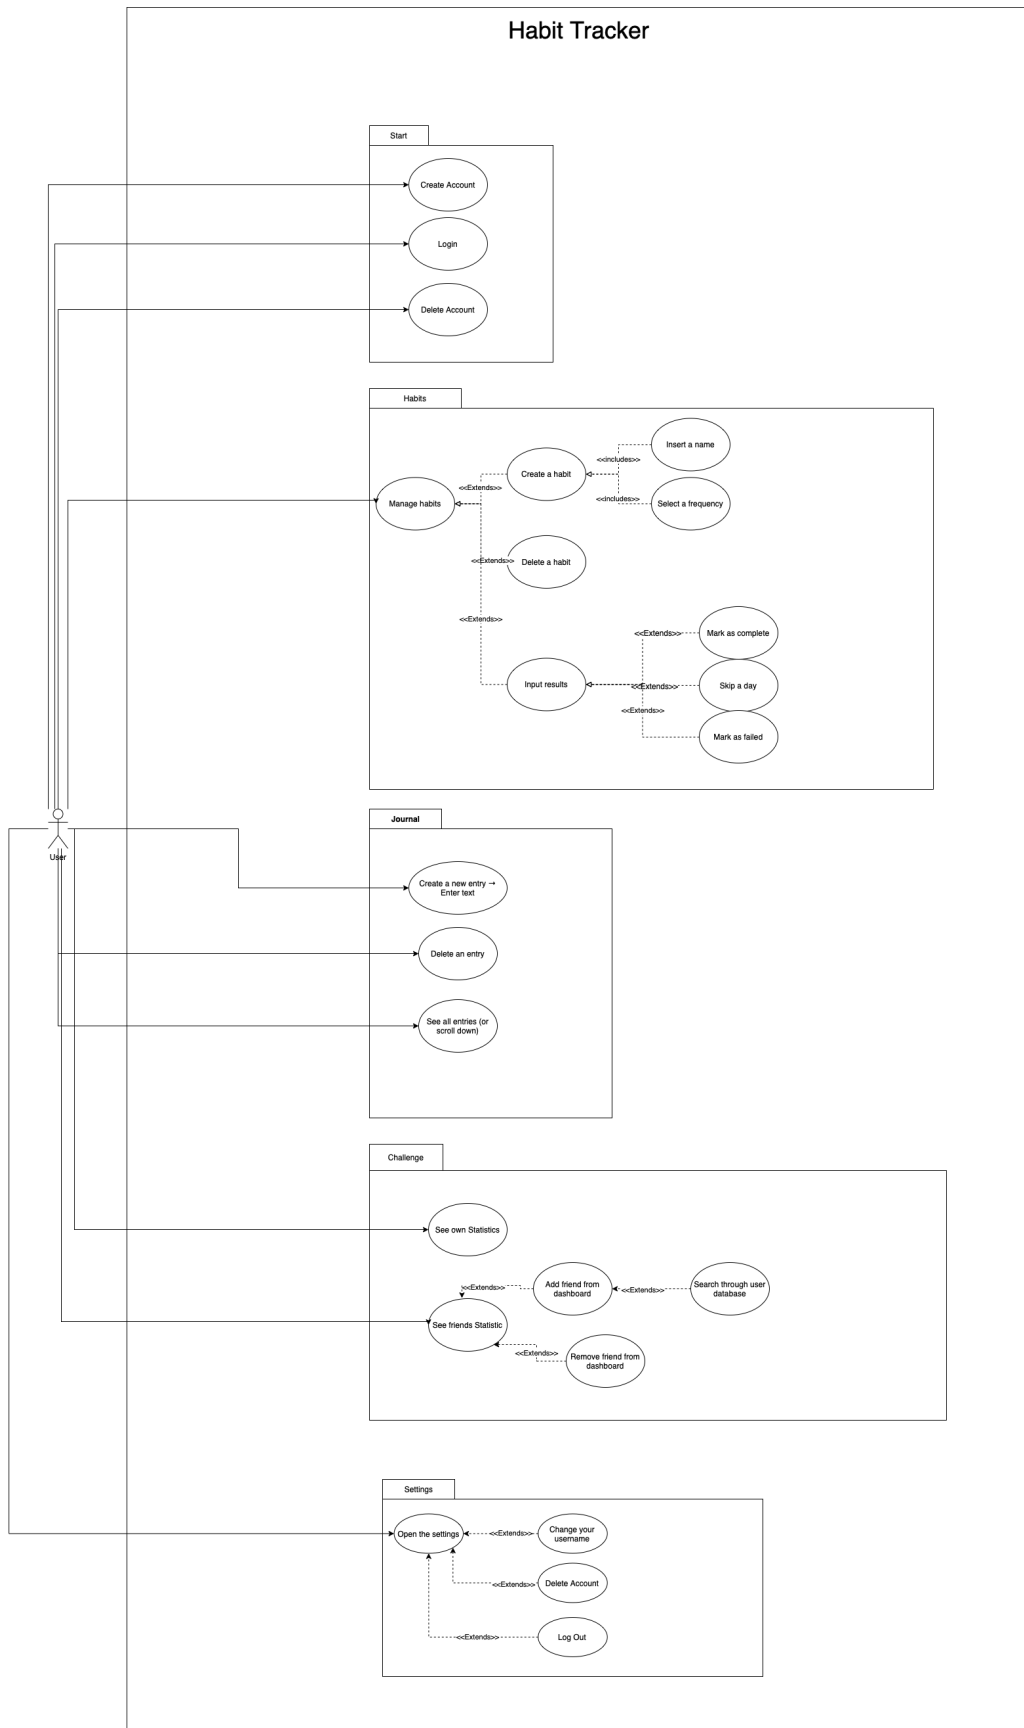 Habit Tracker
Start
Create Account
Login
Delete Account
Habits
Insert a name
<<includes>>
Create a habit
<<Extends>>
<<includes>>
Manage habits
Select a frequency
<<Extends>>
Delete a habit
<<Extends>>
<<Extends>>
Mark as complete
Input results
<<Extends>>
Skip a day
<<Extends>>
Mark as failed
User
Journal
Create a new entry →
Enter text
Delete an entry
See all entries (or
scroll down)
Challenge
See own Statistics
<<Extends>>
Add friend from
dashboard
<<Extends>>
Search through user
database
See friends Statistic
<<Extends>>
Remove friend from
dashboard
Settings
Open the settings
<<Extends>>
Change your
username
<<Extends>>
Delete Account
<<Extends>>
Log Out